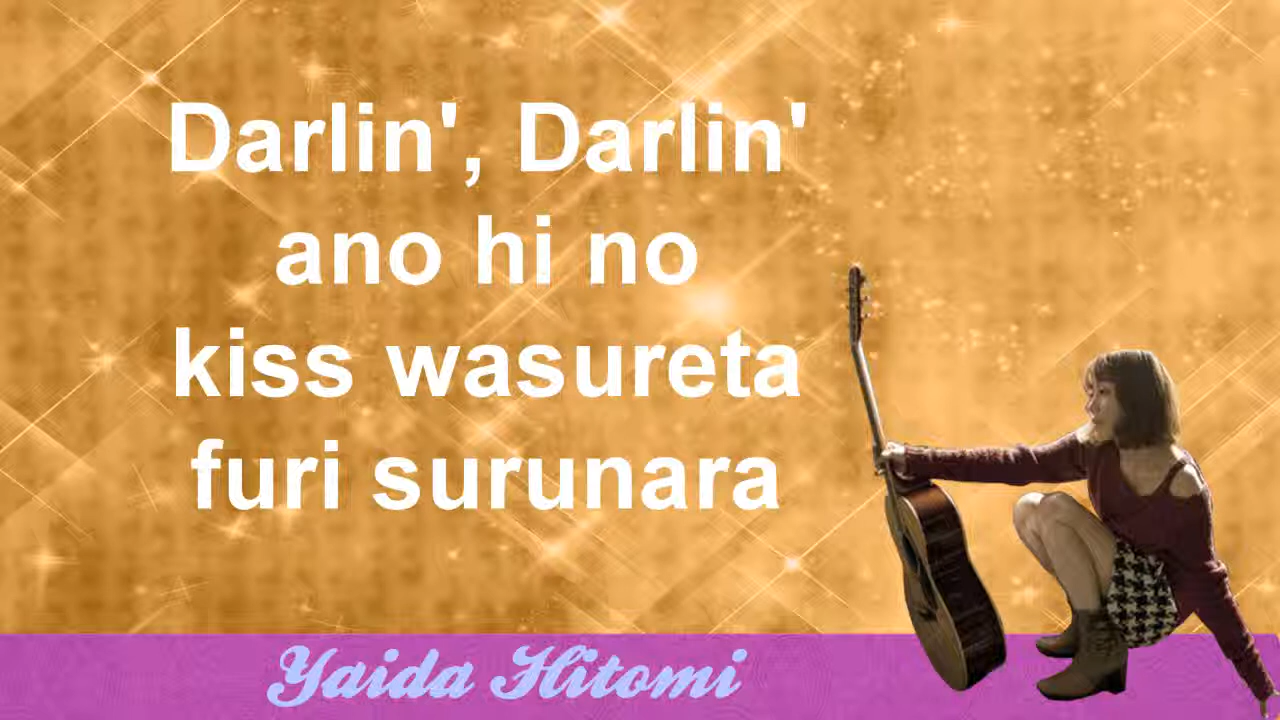 Darlin', Darlin'
ano hi no
kiss wasureta
furi surunara
Yaida Hitomi